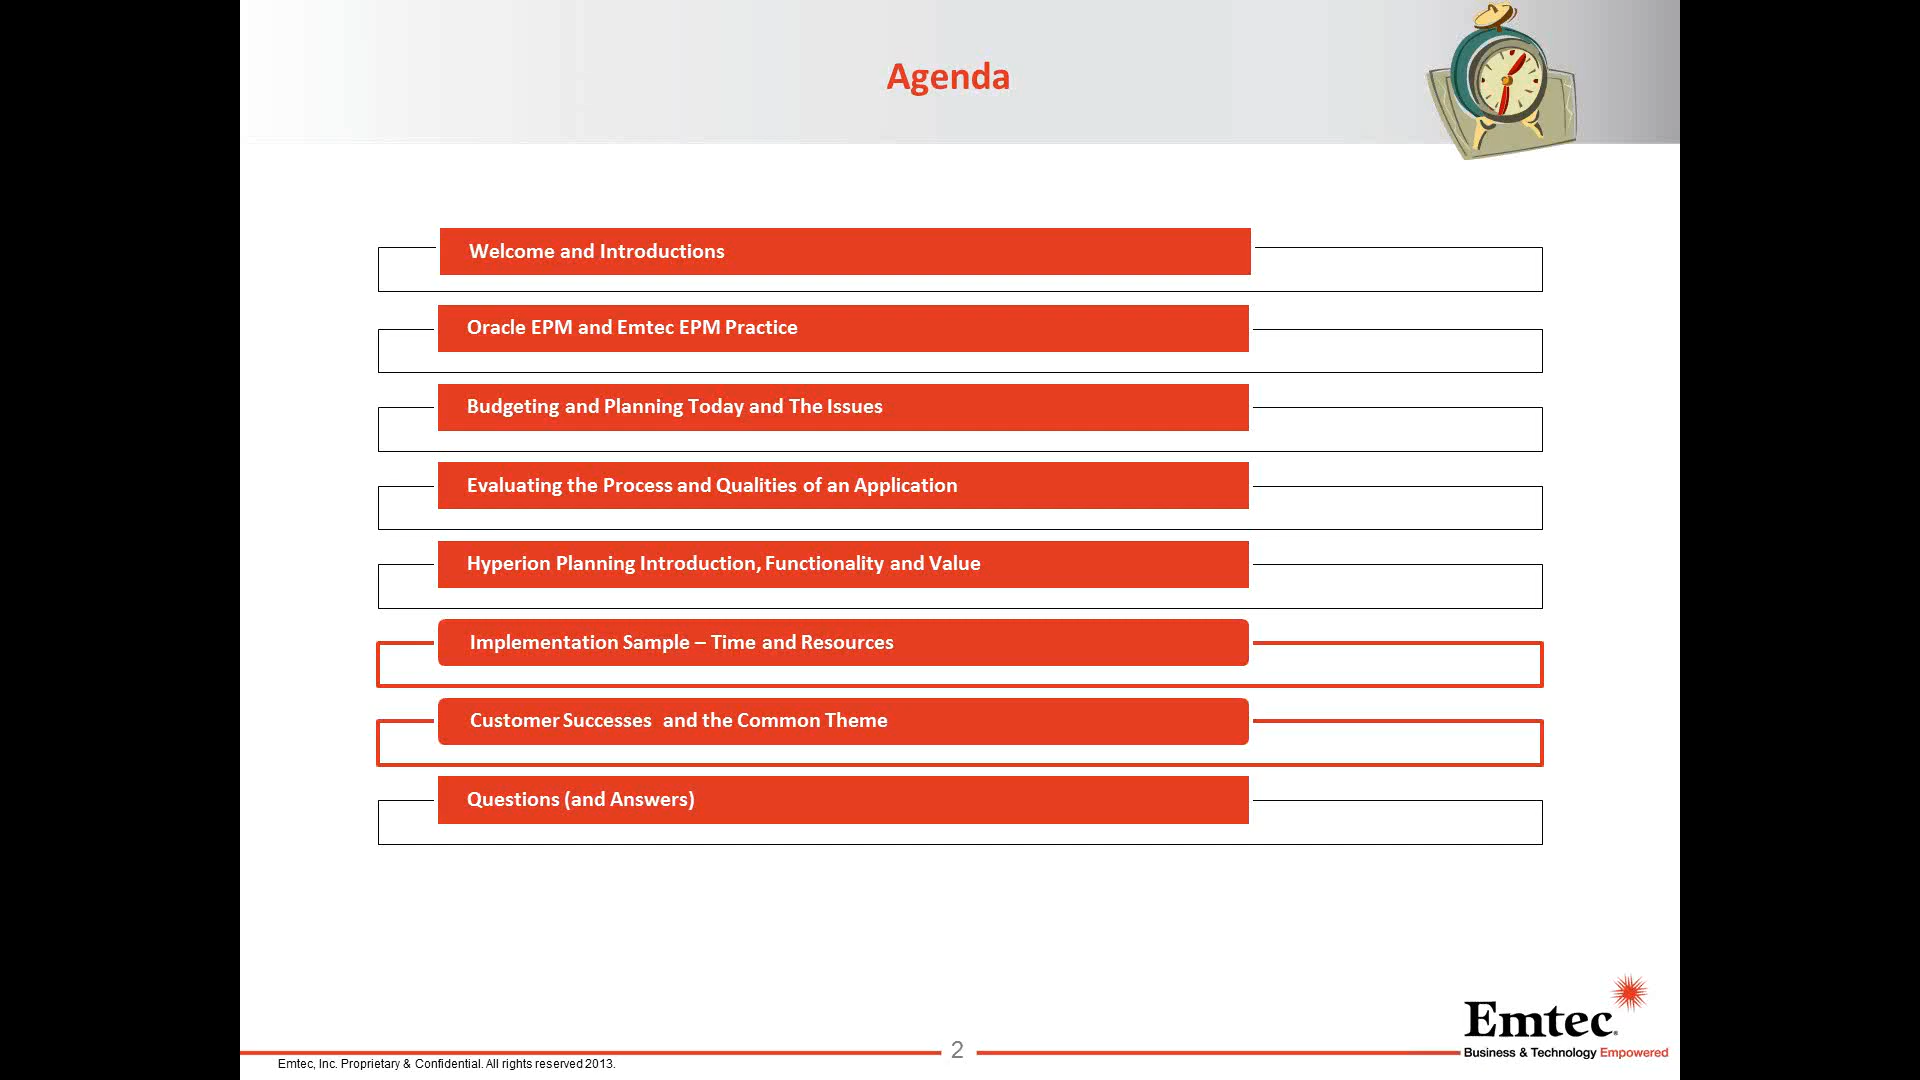 Agenda
Welcome and Introductions
Oracle EPM and Emtec EPM Practice
Budgeting and Planning Today and The Issues
Evaluating the Process and Qualities of an Application
Hyperion Planning Introduction, Functionality and Value
Implementation Sample – Time and Resources
Customer Successes  and the Common Theme
Questions (and Answers)
Emtec
Business & Technology Empowered
2
Emtec, Inc. Proprietary & Confidential. All rights reserved 2013.